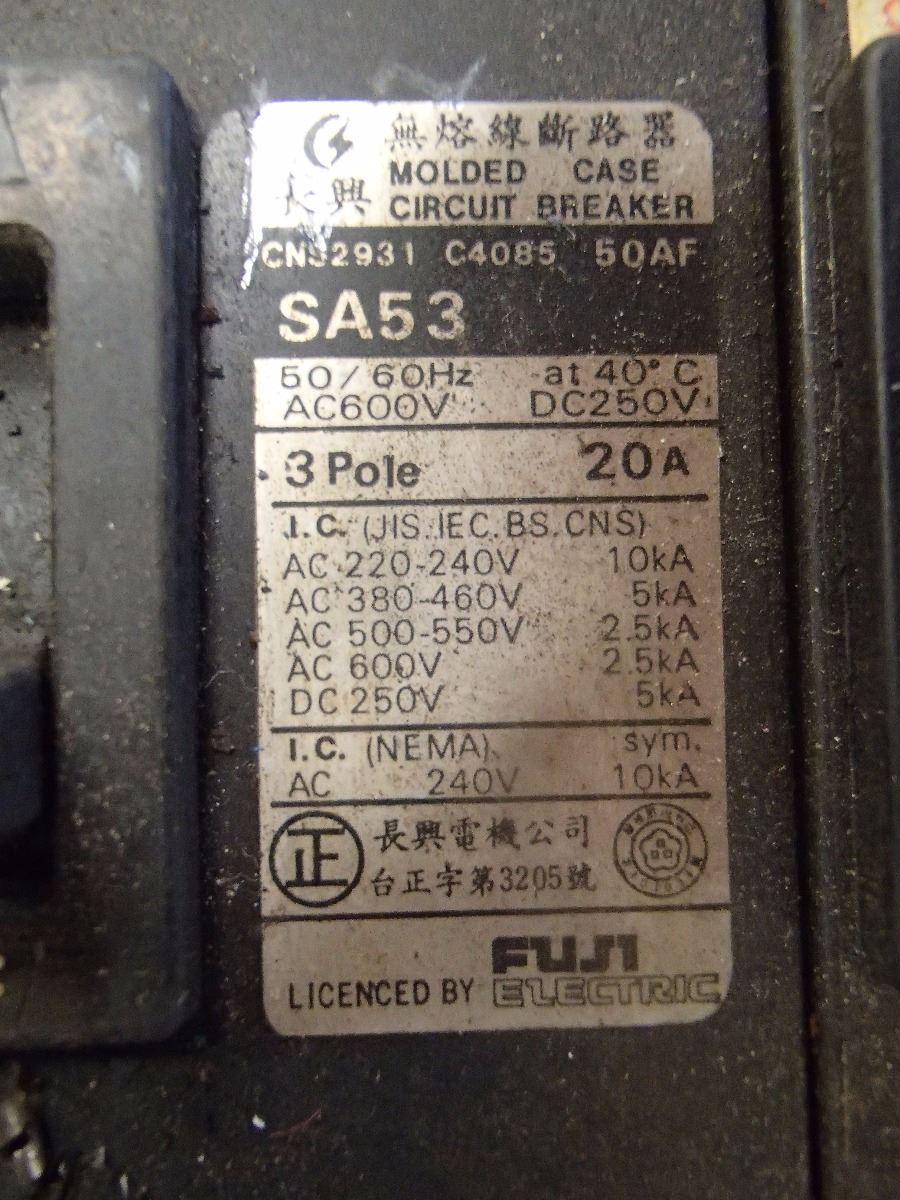 無熔線斷路器
MOLDED CASE
長興 CIRCUIT BREAKER
CNS2931 C4085 50AF
SA53
50/60Hz at 40°C
AC600V DC250V
3 Pole 20A
I.C. (JIS.IEC.BS.CNS)
AC 220-240V 10kA
AC 380-460V 5kA
AC 500-550V 2.5kA
AC 600V 2.5kA
DC 250V 5kA
I.C. (NEMA) sym.
AC 240V 10kA
正 長興電機公司
台正字第3205號
LICENCED BY FUJI ELECTRIC